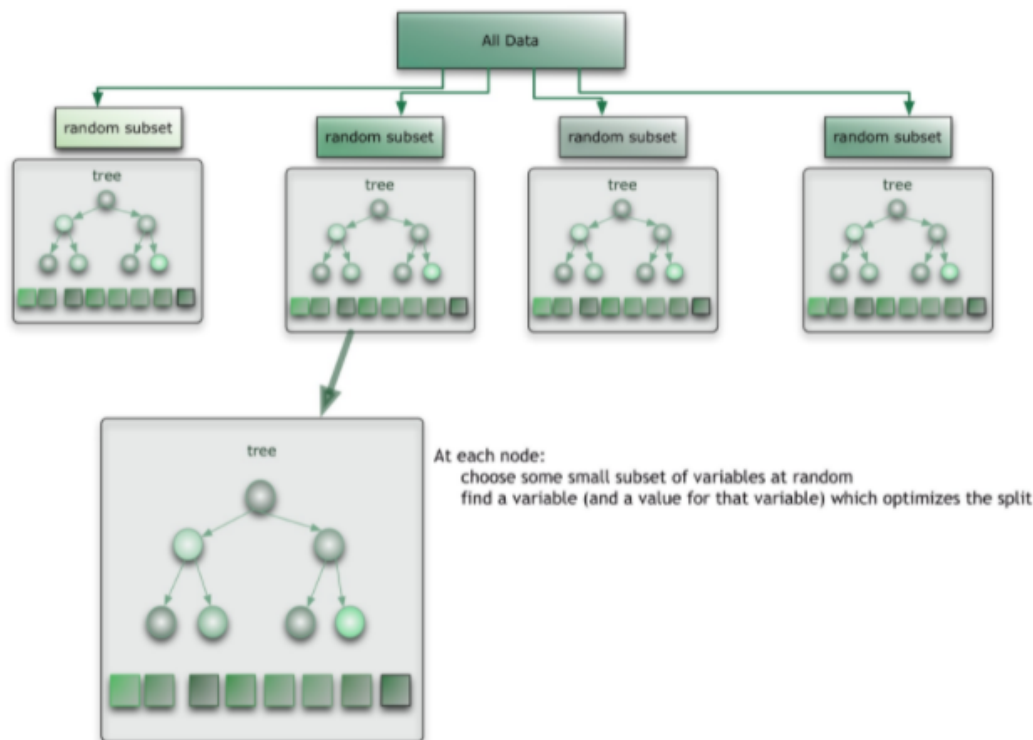 All Data
random subset
random subset
random subset
random subset
tree
tree
tree
tree
tree
At each node:
choose some small subset of variables at random
find a variable (and a value for that variable) which optimizes the split